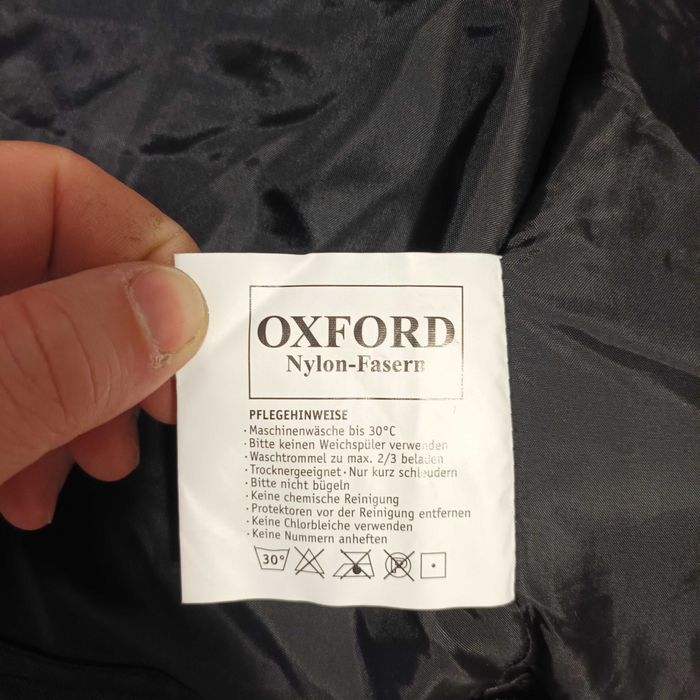 OXFORD
Nylon-Fasern
PFLEGEHINWEISE
· Maschinenwäsche bis 30°C
· Bitte keinen Weichspüler verwenden
· Waschtrommel zu max. 2/3 beladen
· Trocknergeeignet · Nur kurz schleudern
· Bitte nicht bügeln
· Keine chemische Reinigung
· Protektoren vor der Reinigung entfernen
· Keine Chlorbleiche verwenden
· Keine Nummern anheften
30° P